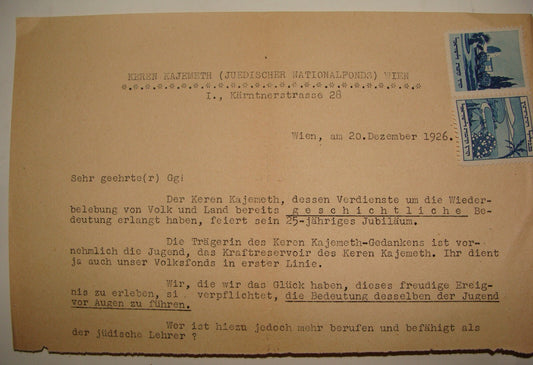 KEREN KAJEMETH (JUEDISCHER NATIONALFONDS) WIEN
I., Kärntnerstrasse 28
Wien, am 20.Dezember 1926.
Sehr geehrte(r) Gg!
Der Keren Kajemeth, dessen Verdienste um die Wieder-
belebung von Volk und Land bereits geschichtliche Be-
deutung erlangt haben, feiert sein 25-jähriges Jubiläum.
Die Trägerin des Keren Kajemeth-Gedankens ist vor-
nehmlich die Jugend, das Kraftreservoir des Keren Kajemeth. Ihr dient
ja auch unser Volksfonds in erster Linie.
Wir, die wir das Glück haben, dieses freudige Ereig-
nis zu erleben, si verpflichtet, die Bedeutung desselben der Jugend
vor Augen zu führen.
Wer ist hiezu jedoch mehr berufen und befähigt als
der jüdische Lehrer ?